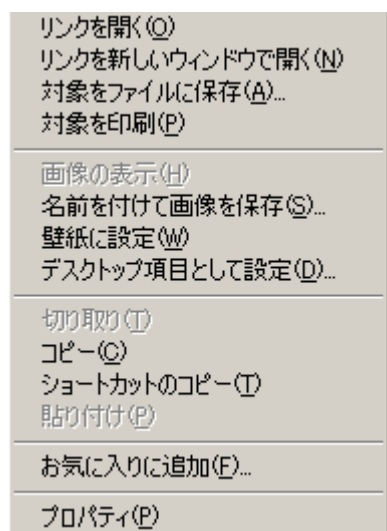 リンクを開く(O)
リンクを新しいウィンドウで開く(N)
対象をファイルに保存(A)...
対象を印刷(P)
画像の表示(H)
名前を付けて画像を保存(S)...
壁紙に設定(W)
デスクトップ項目として設定(D)...
切り取り(T)
コピー(C)
ショートカットのコピー(T)
貼り付け(P)
お気に入りに追加(F)...
プロパティ(P)